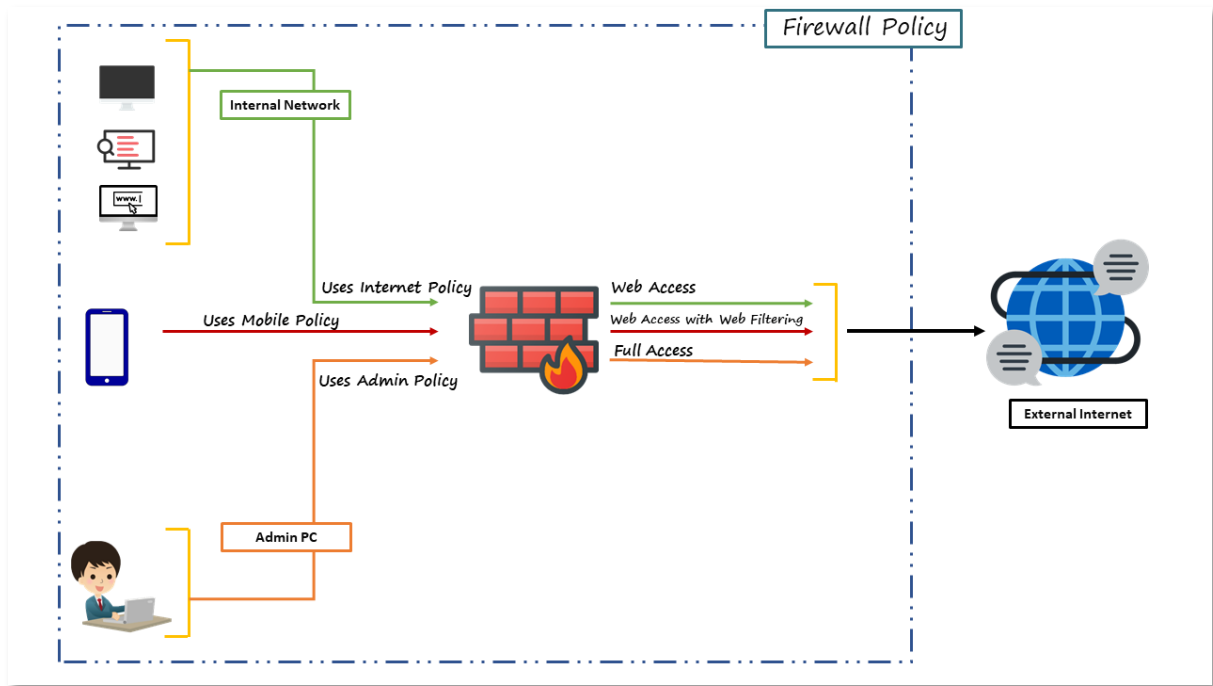 Firewall Policy
Internal Network
www.|
Uses Internet Policy
Web Access
Uses Mobile Policy
Web Access with Web Filtering
Full Access
Uses Admin Policy
External Internet
Admin PC